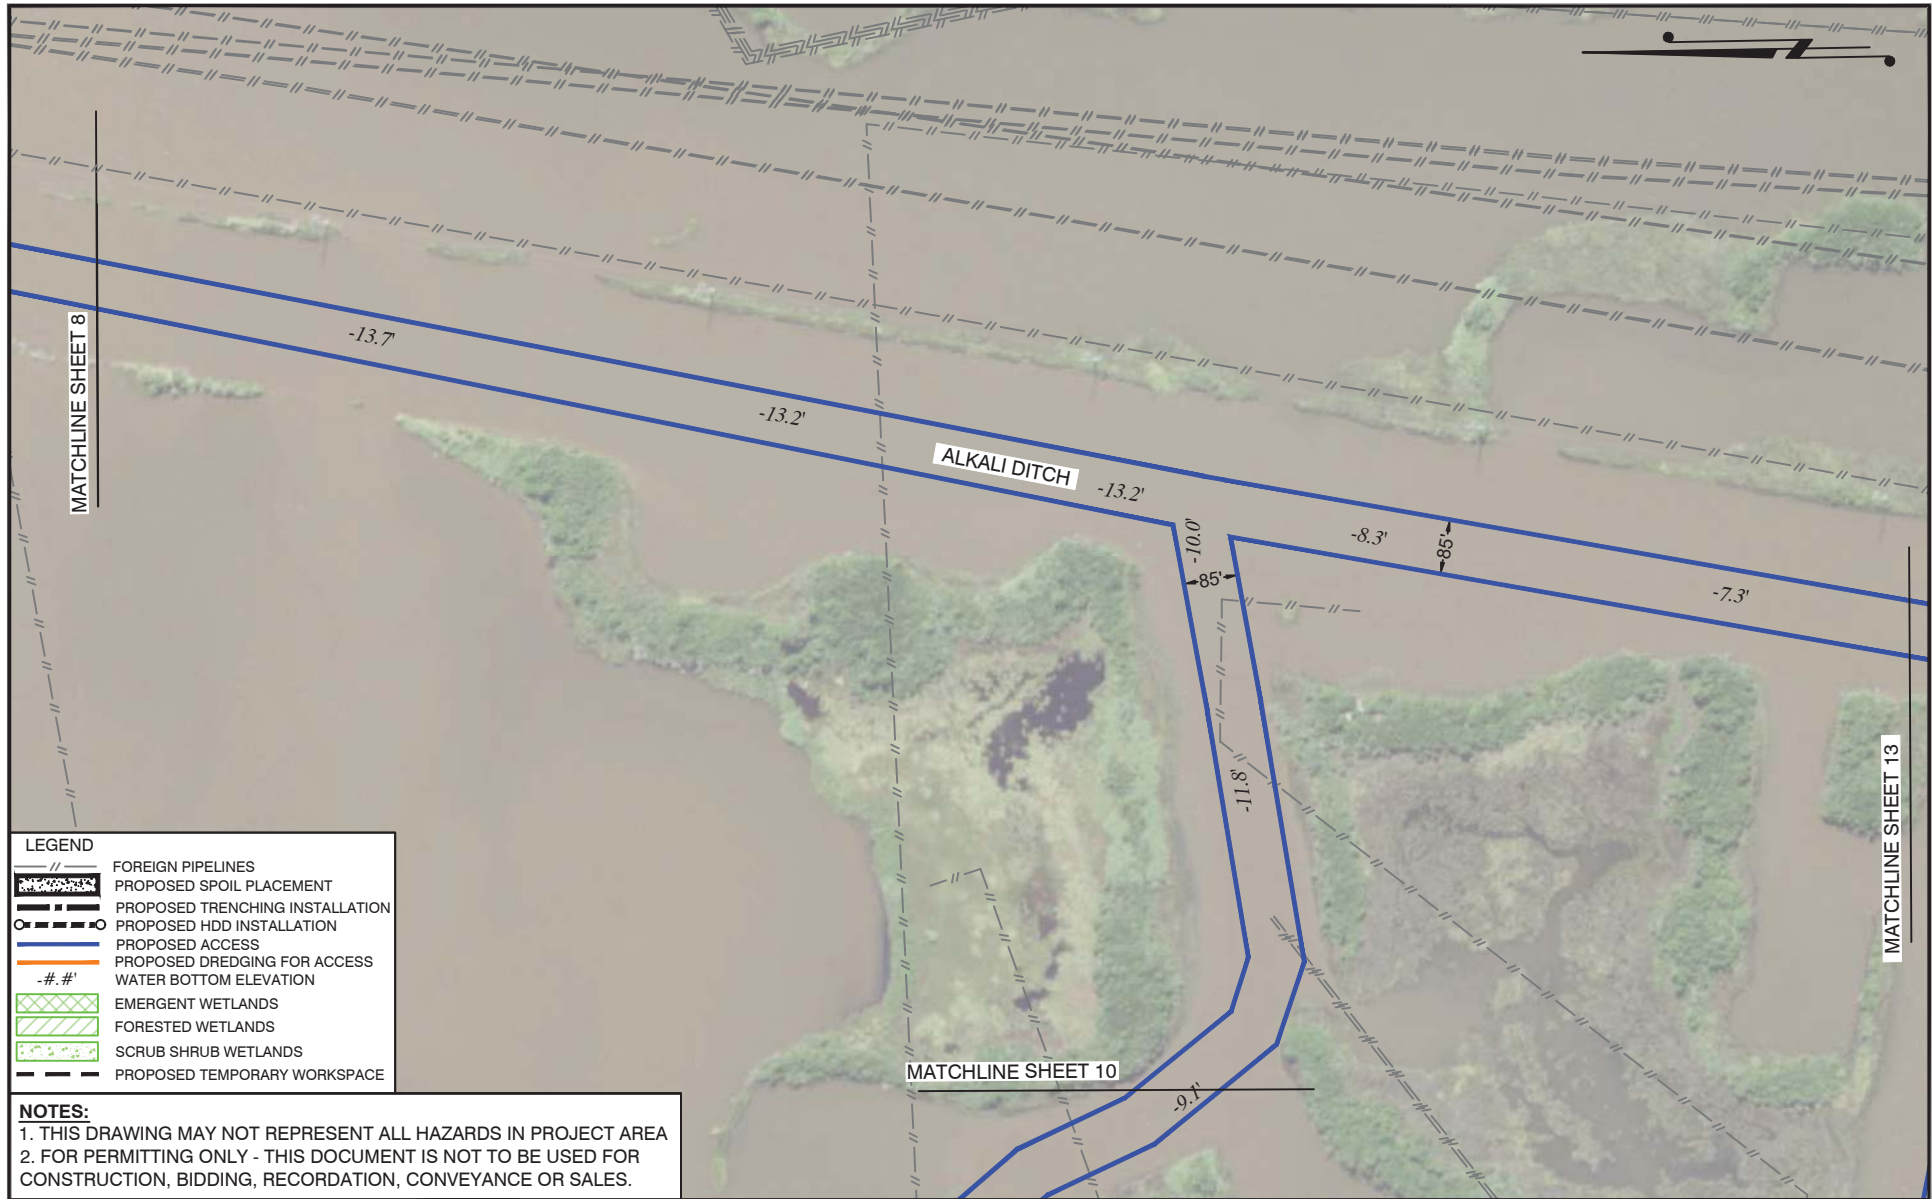 MATCHLINE SHEET 8
-13.7'
-13.2'
ALKALI DITCH
-13.2'
-10.0'
85'
-8.3'
85'
-7.3'
-11.8'
MATCHLINE SHEET 13
MATCHLINE SHEET 10
-9.1'
LEGEND
FOREIGN PIPELINES
PROPOSED SPOIL PLACEMENT
PROPOSED TRENCHING INSTALLATION
PROPOSED HDD INSTALLATION
PROPOSED ACCESS
PROPOSED DREDGING FOR ACCESS
-#.#' WATER BOTTOM ELEVATION
EMERGENT WETLANDS
FORESTED WETLANDS
SCRUB SHRUB WETLANDS
PROPOSED TEMPORARY WORKSPACE
NOTES:
1. THIS DRAWING MAY NOT REPRESENT ALL HAZARDS IN PROJECT AREA
2. FOR PERMITTING ONLY - THIS DOCUMENT IS NOT TO BE USED FOR
CONSTRUCTION, BIDDING, RECORDATION, CONVEYANCE OR SALES.